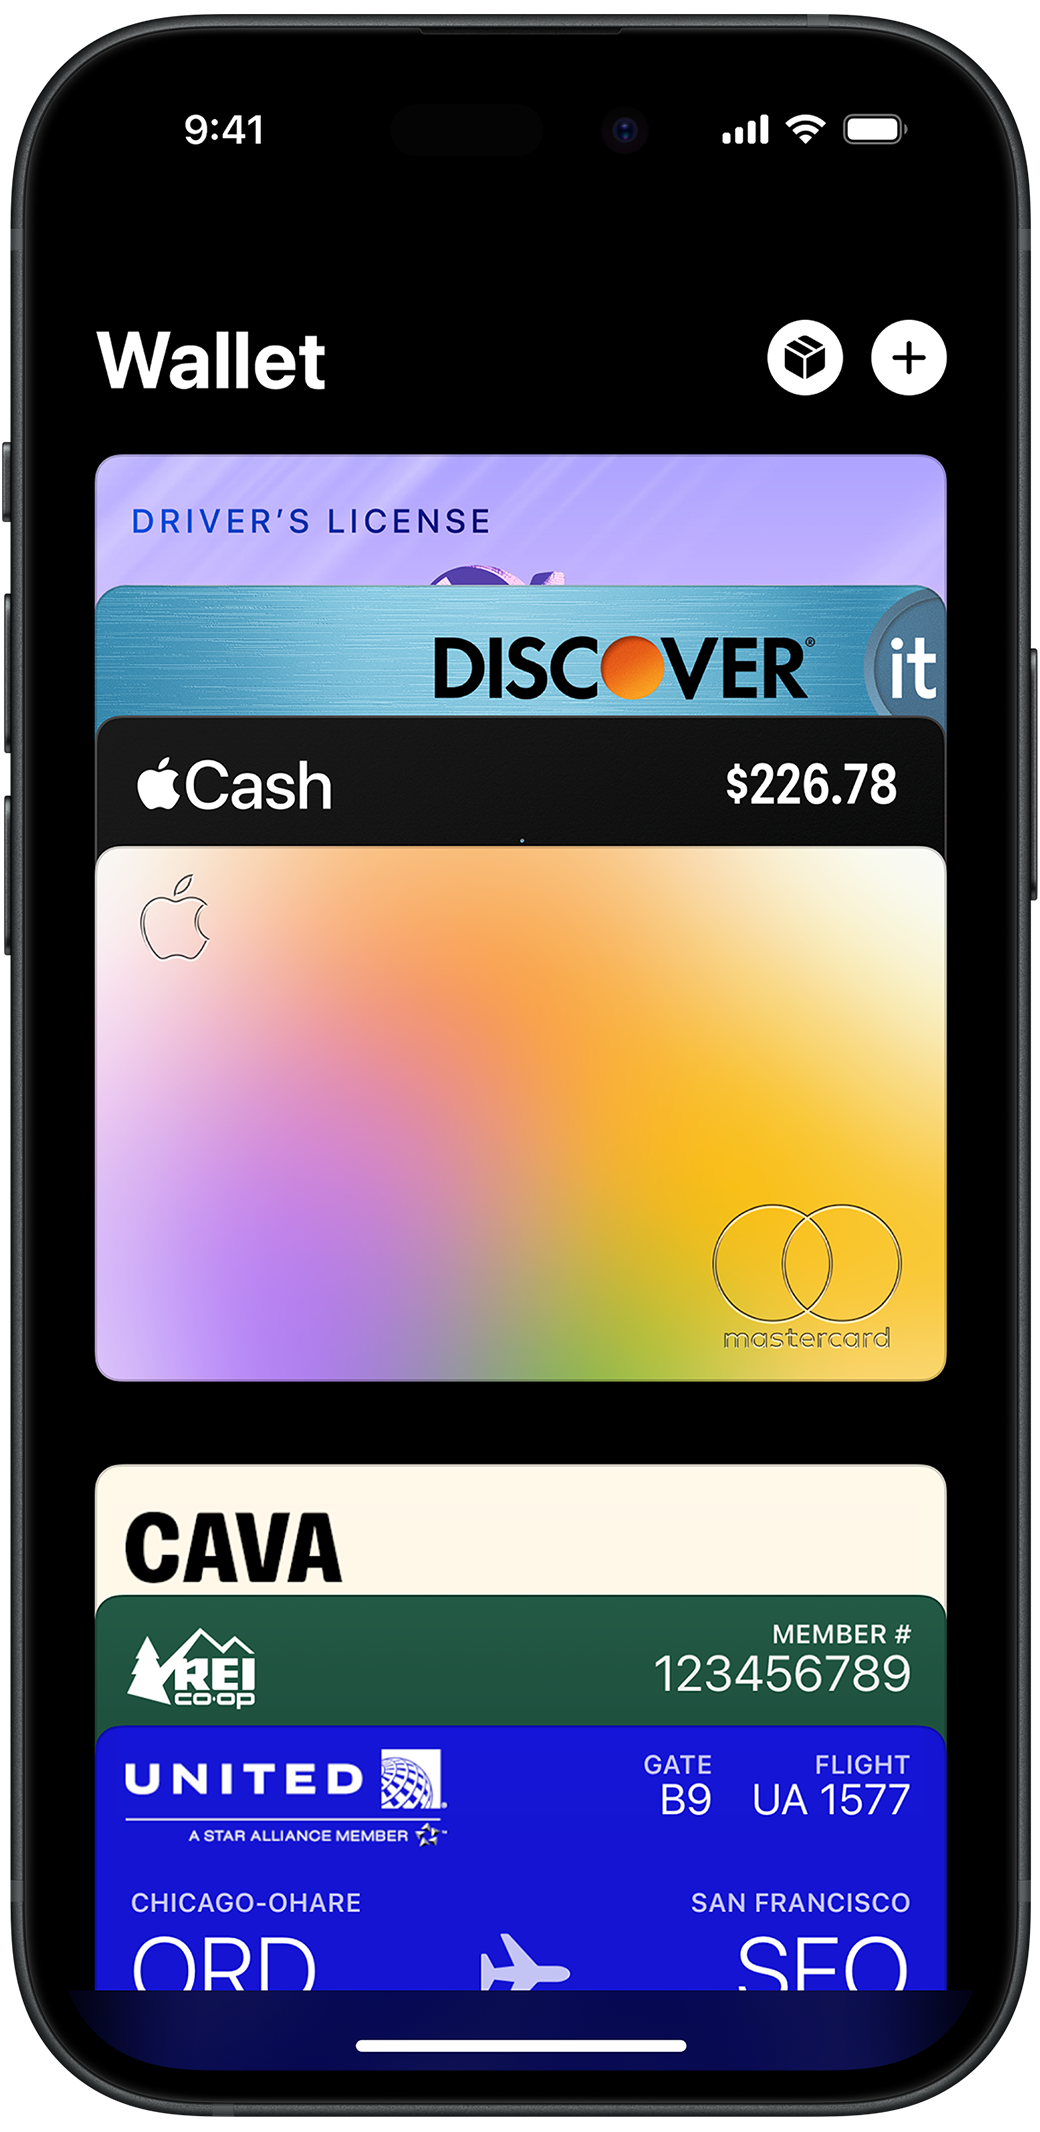 9:41
Wallet
DRIVER'S LICENSE
DISCOVER® it
Cash $226.78
mastercard
CAVA
REI co·op
MEMBER #
123456789
UNITED
A STAR ALLIANCE MEMBER ™
GATE FLIGHT
B9 UA 1577
CHICAGO-OHARE SAN FRANCISCO
ORD SFO